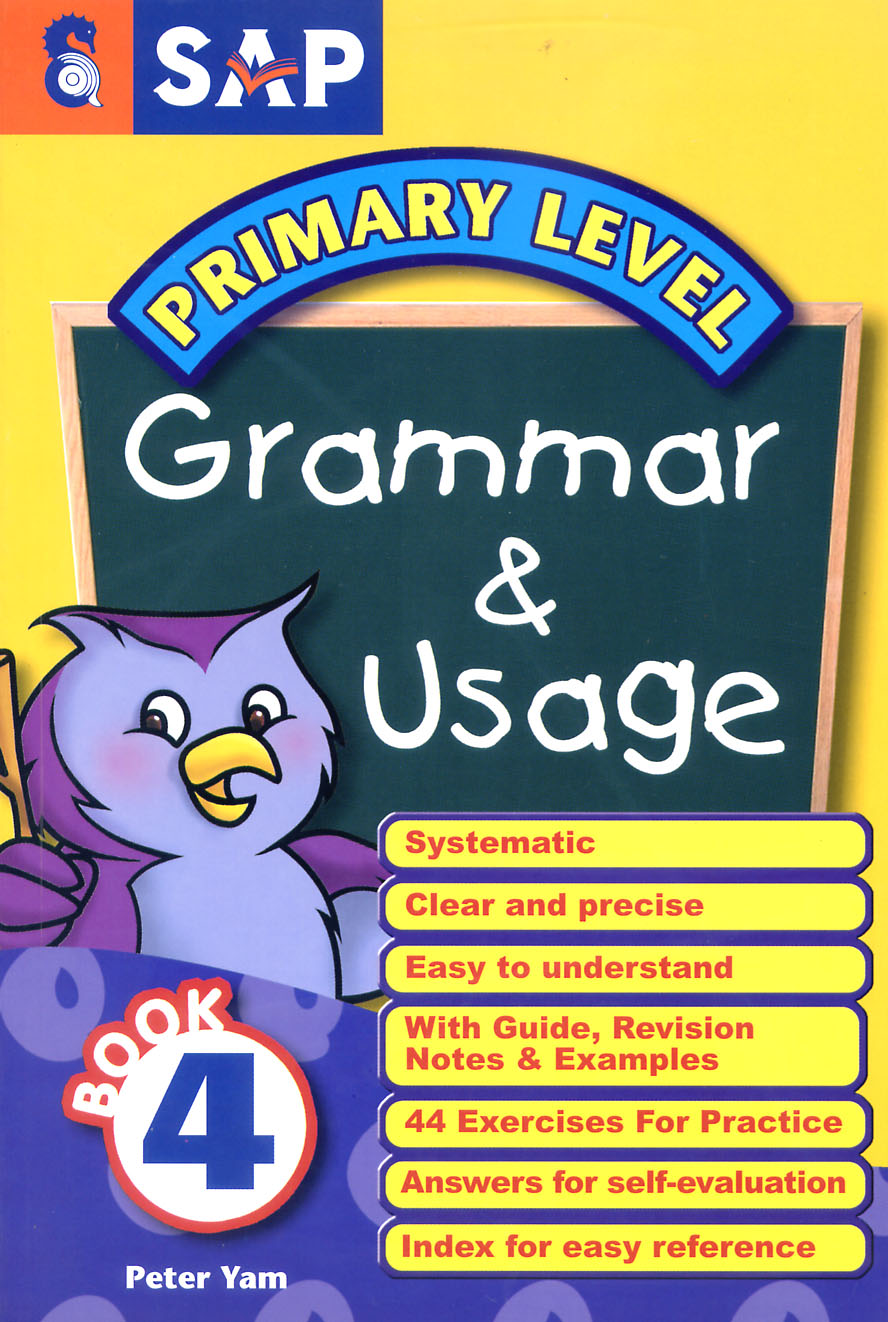 SAP
PRIMARY LEVEL
Grammar
&
Usage
Systematic
Clear and precise
Easy to understand
With Guide, Revision
Notes & Examples
44 Exercises For Practice
Answers for self-evaluation
Index for easy reference
BOOK
4
Peter Yam